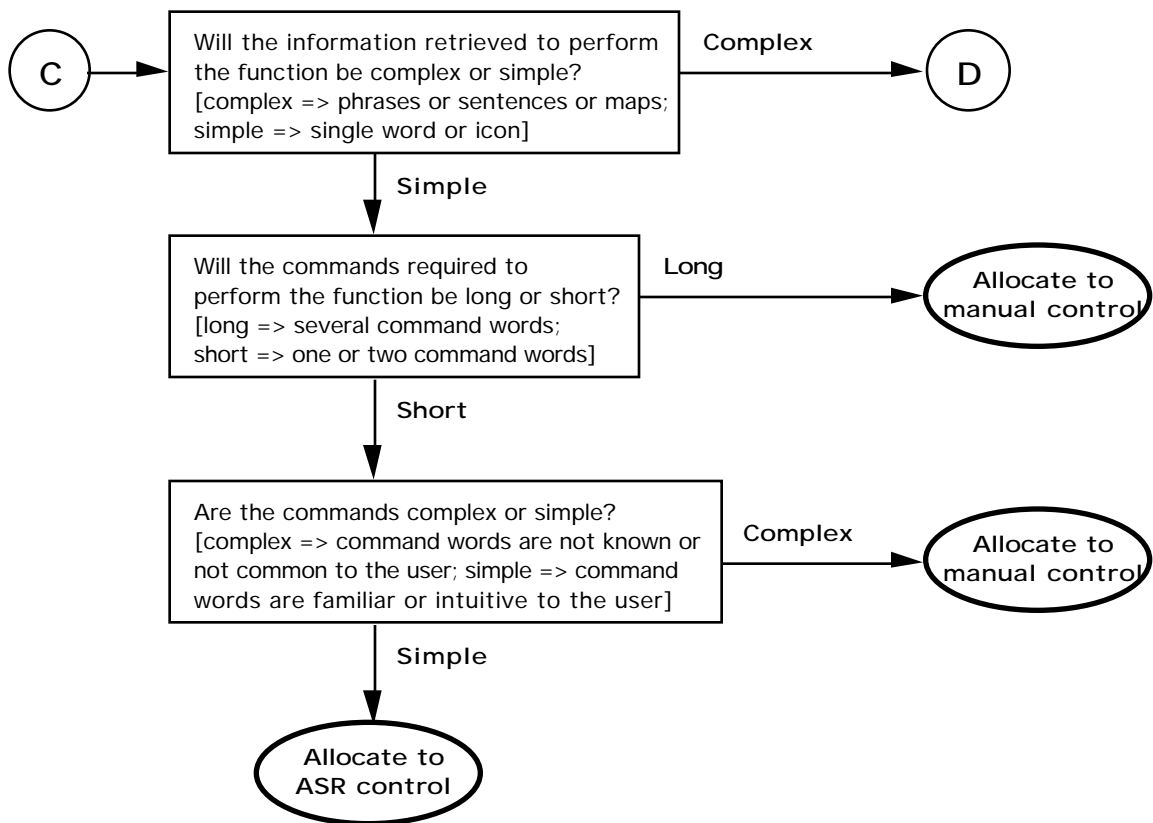 C
Will the information retrieved to perform
the function be complex or simple?
[complex => phrases or sentences or maps;
simple => single word or icon]
Complex
D
Simple
Will the commands required to
perform the function be long or short?
[long => several command words;
short => one or two command words]
Long
Allocate to
manual control
Short
Are the commands complex or simple?
[complex => command words are not known or
not common to the user; simple => command
words are familiar or intuitive to the user]
Complex
Allocate to
manual control
Simple
Allocate to
ASR control